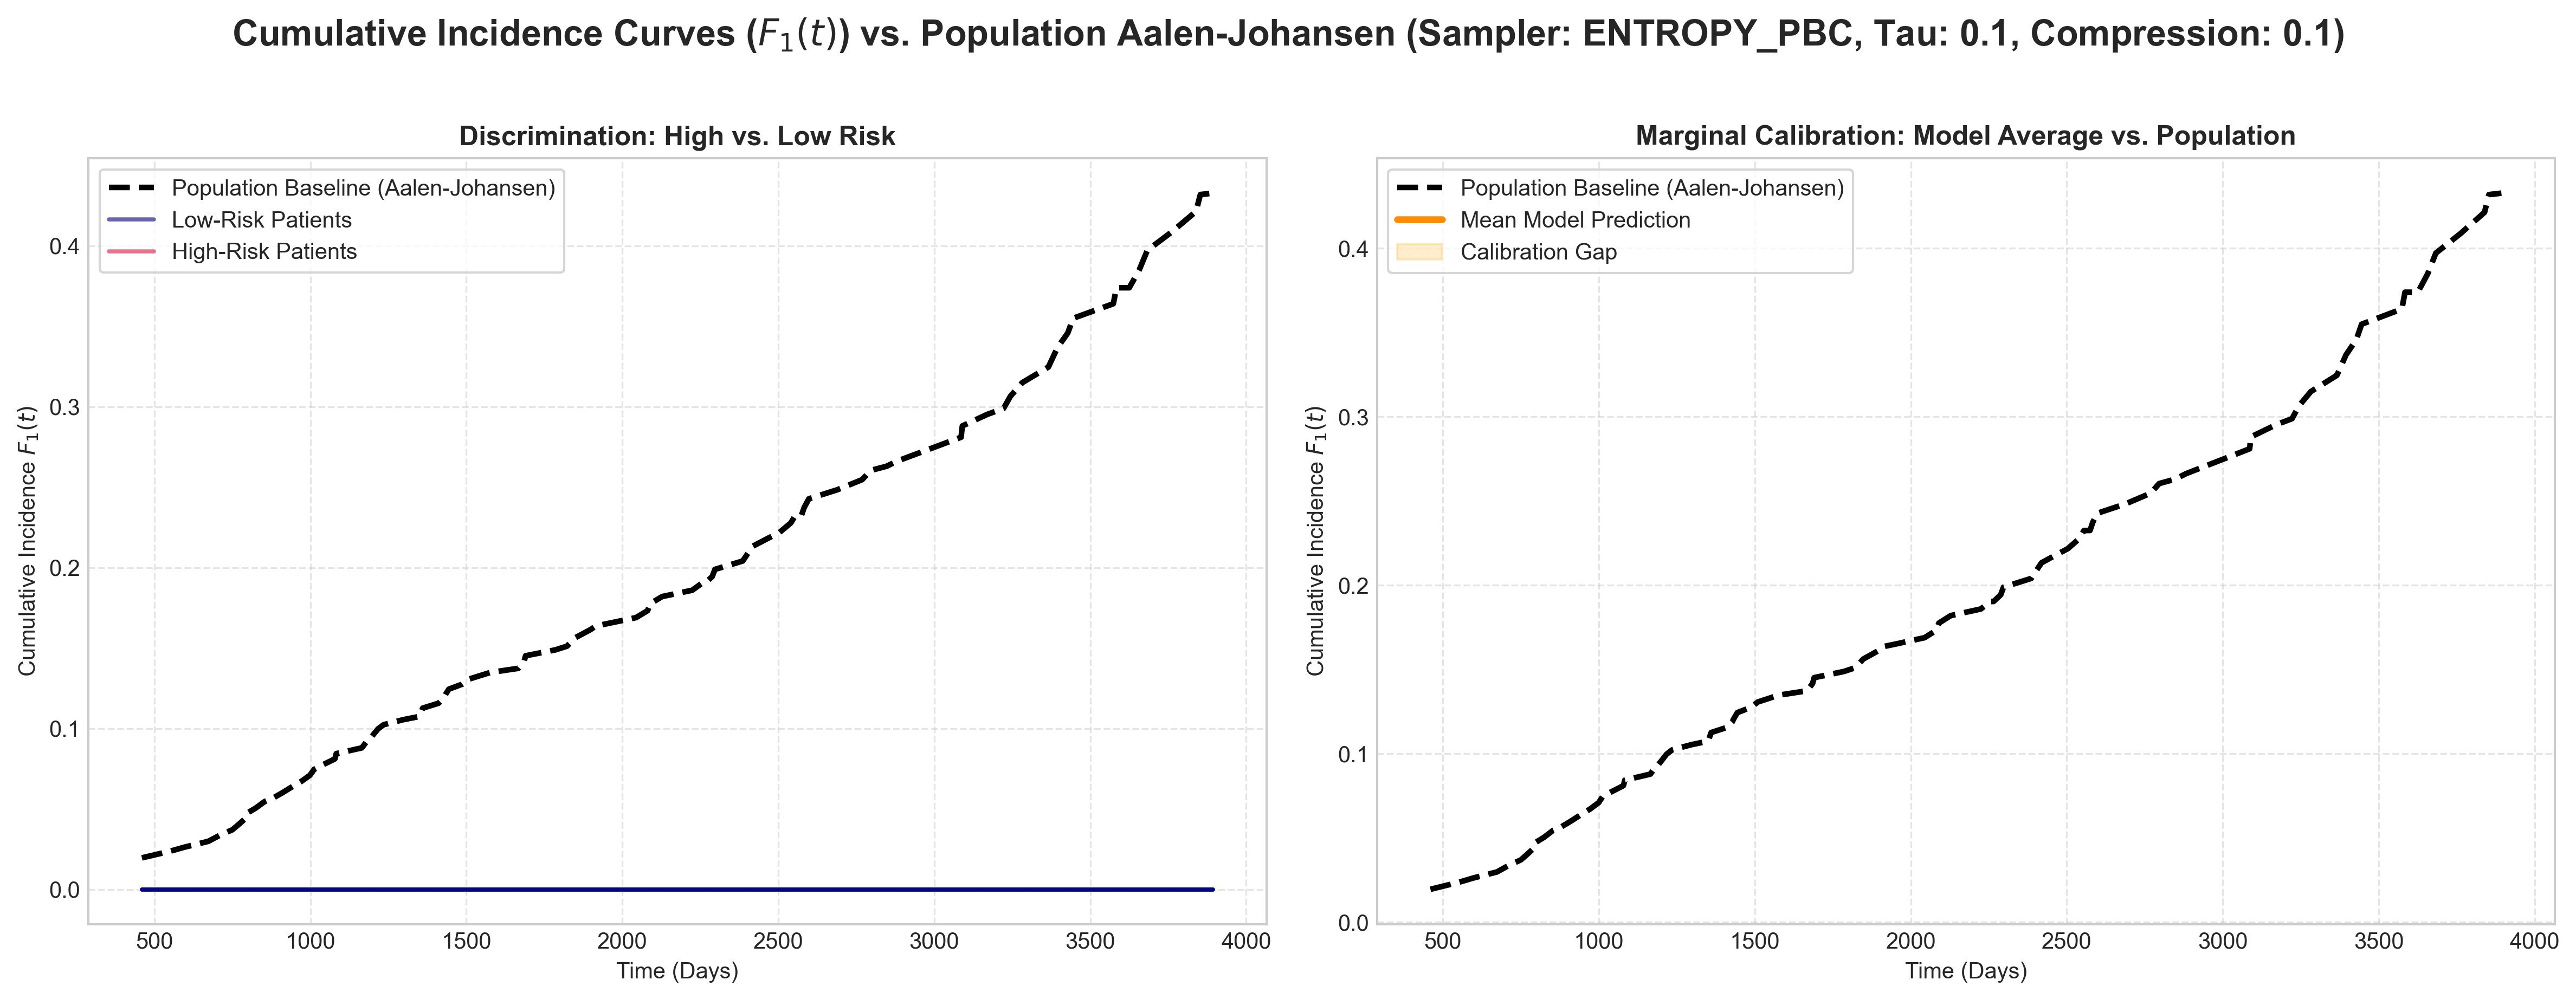 Cumulative Incidence Curves (F₁(t)) vs. Population Aalen-Johansen (Sampler: ENTROPY_PBC, Tau: 0.1, Compression: 0.1)
Discrimination: High vs. Low Risk
Population Baseline (Aalen-Johansen)
Low-Risk Patients
High-Risk Patients
Cumulative Incidence F₁(t)
0.4
0.3
0.2
0.1
0.0
500 1000 1500 2000 2500 3000 3500 4000
Time (Days)
Marginal Calibration: Model Average vs. Population
Population Baseline (Aalen-Johansen)
Mean Model Prediction
Calibration Gap
Cumulative Incidence F₁(t)
0.4
0.3
0.2
0.1
0.0
500 1000 1500 2000 2500 3000 3500 4000
Time (Days)